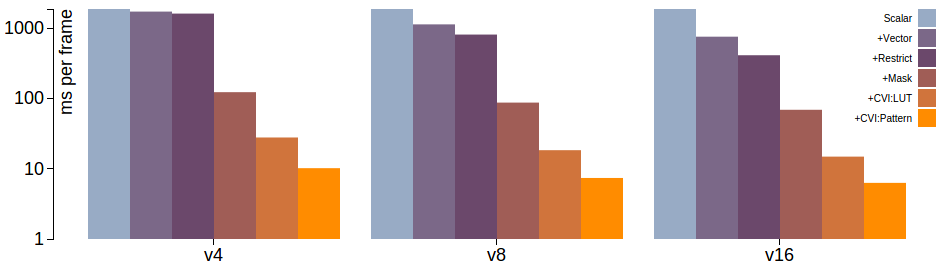 ms per frame
1000
100
10
1
v4
v8
v16
Scalar
+Vector
+Restrict
+Mask
+CVI:LUT
+CVI:Pattern